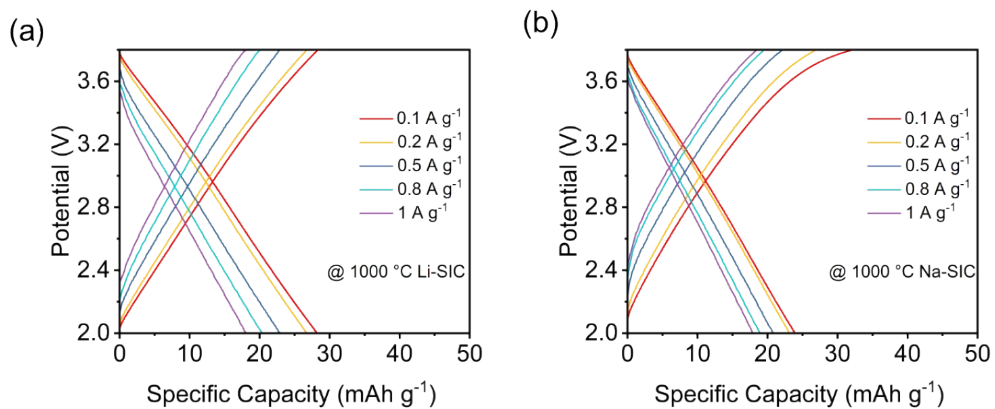 (a)
3.6
3.2
2.8
2.4
2.0
Potential (V)
0.1 A g⁻¹
0.2 A g⁻¹
0.5 A g⁻¹
0.8 A g⁻¹
1 A g⁻¹
@ 1000 °C Li-SIC
0 10 20 30 40 50
Specific Capacity (mAh g⁻¹)
(b)
3.6
3.2
2.8
2.4
2.0
Potential (V)
0.1 A g⁻¹
0.2 A g⁻¹
0.5 A g⁻¹
0.8 A g⁻¹
1 A g⁻¹
@ 1000 °C Na-SIC
0 10 20 30 40 50
Specific Capacity (mAh g⁻¹)